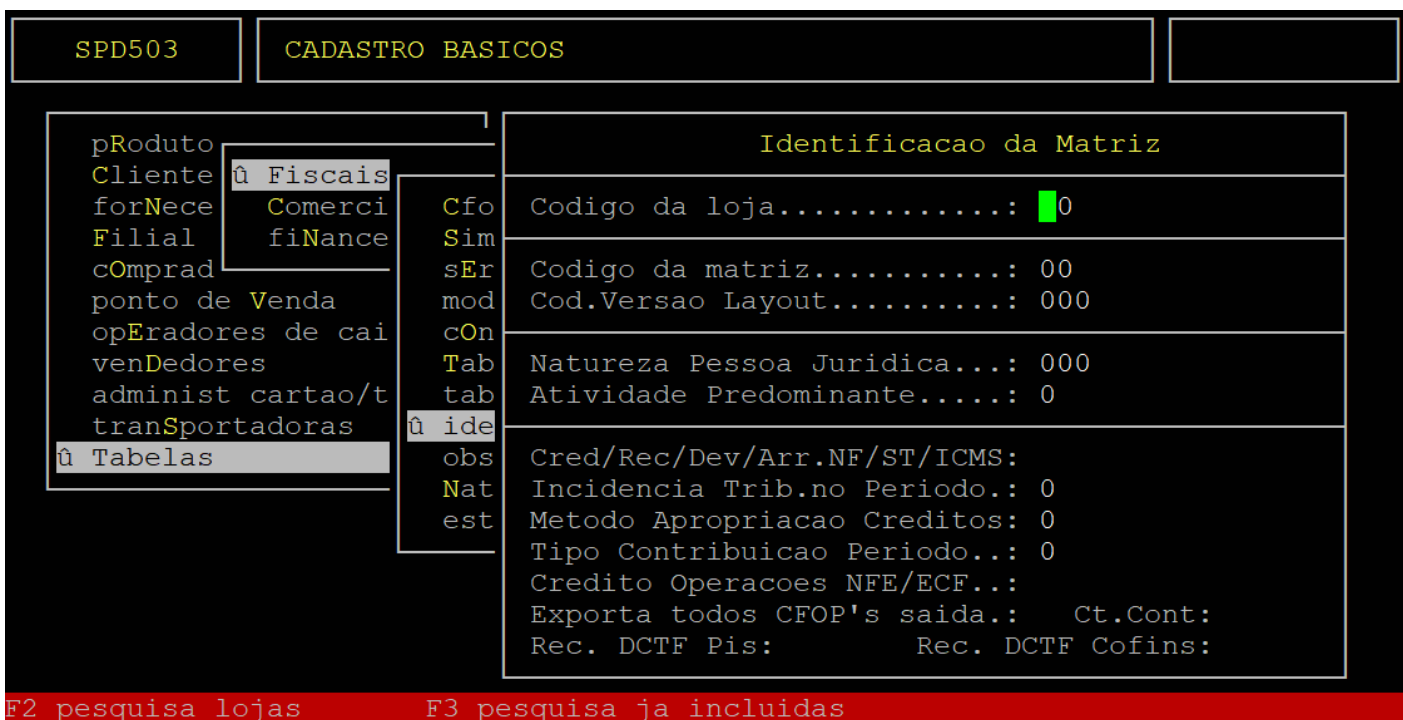 SPD503
CADASTRO BASICOS
pRoduto
Cliente
forNece
Filial
cOmprad
ponto de Venda
opEradores de cai
venDedores
administ cartao/t
tranSportadoras
û Tabelas
û Fiscais
Comerci
fiNance
Cfo
Sim
sEr
mod
cOn
Tab
tab
û ide
obs
Nat
est
Identificacao da Matriz
Codigo da loja.............: 0
Codigo da matriz...........: 00
Cod.Versao Layout..........: 000
Natureza Pessoa Juridica...: 000
Atividade Predominante.....: 0
Cred/Rec/Dev/Arr.NF/ST/ICMS:
Incidencia Trib.no Periodo.: 0
Metodo Apropriacao Creditos: 0
Tipo Contribuicao Periodo..: 0
Credito Operacoes NFE/ECF..:
Exporta todos CFOP's saida.: Ct.Cont:
Rec. DCTF Pis: Rec. DCTF Cofins:
F2 pesquisa lojas F3 pesquisa ja incluidas